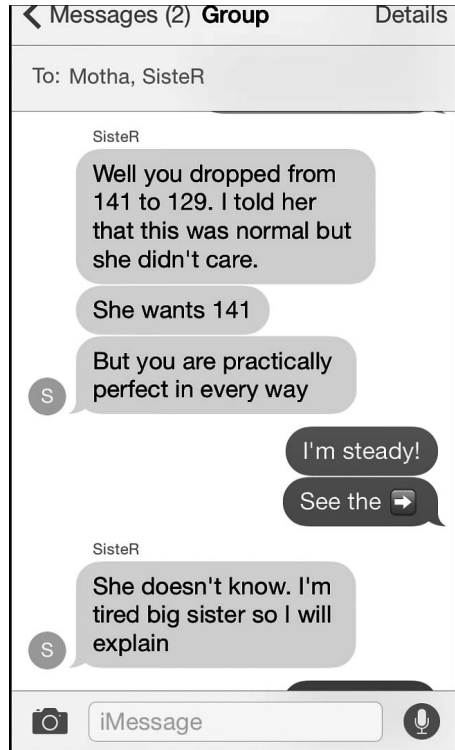 Messages (2) Group Details
To: Motha, SisteR
SisteR
Well you dropped from
141 to 129. I told her
that this was normal but
she didn't care.
She wants 141
But you are practically
perfect in every way
S
I'm steady!
See the ➡
SisteR
She doesn't know. I'm
tired big sister so I will
explain
S
iMessage